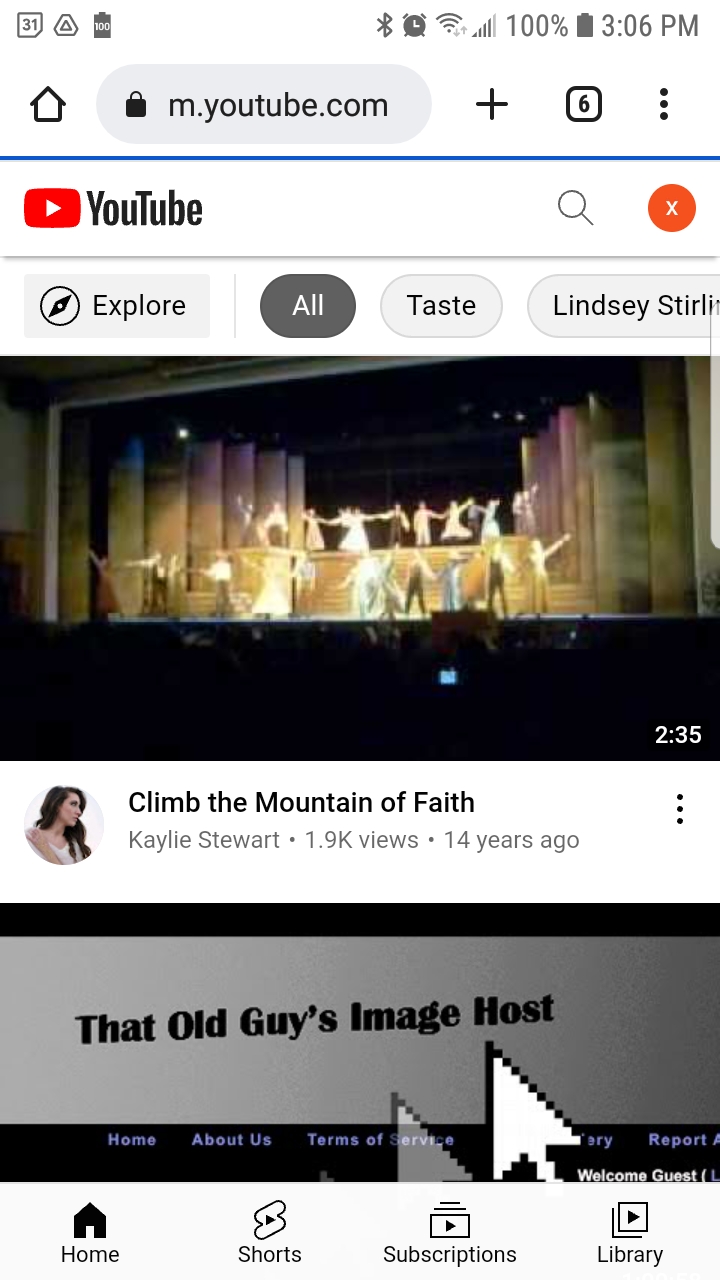 31 100 100% 3:06 PM
m.youtube.com 6
YouTube X
Explore All Taste Lindsey Stirli
2:35
Climb the Mountain of Faith
Kaylie Stewart • 1.9K views • 14 years ago
That Old Guy's Image Host
Home About Us Terms of Service ery Report A
Welcome Guest ( L
Home Shorts Subscriptions Library